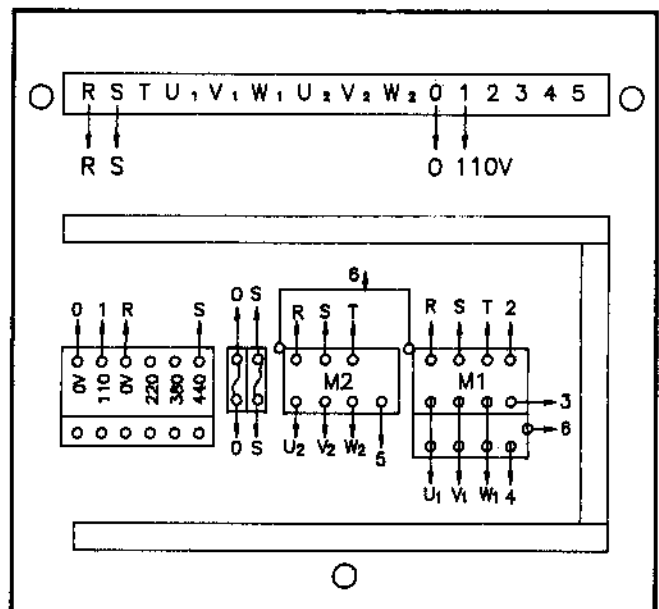 R S T U₁ V₁ W₁ U₂ V₂ W₂ 0 1 2 3 4 5
R S 0 110V
6
0 1 R S 0 S R S T R S T 2
0V 110 0V 220 380 440 M2 M1
3
6
0 S U₂ V₂ W₂ 5
U₁ V₁ W₁ 4